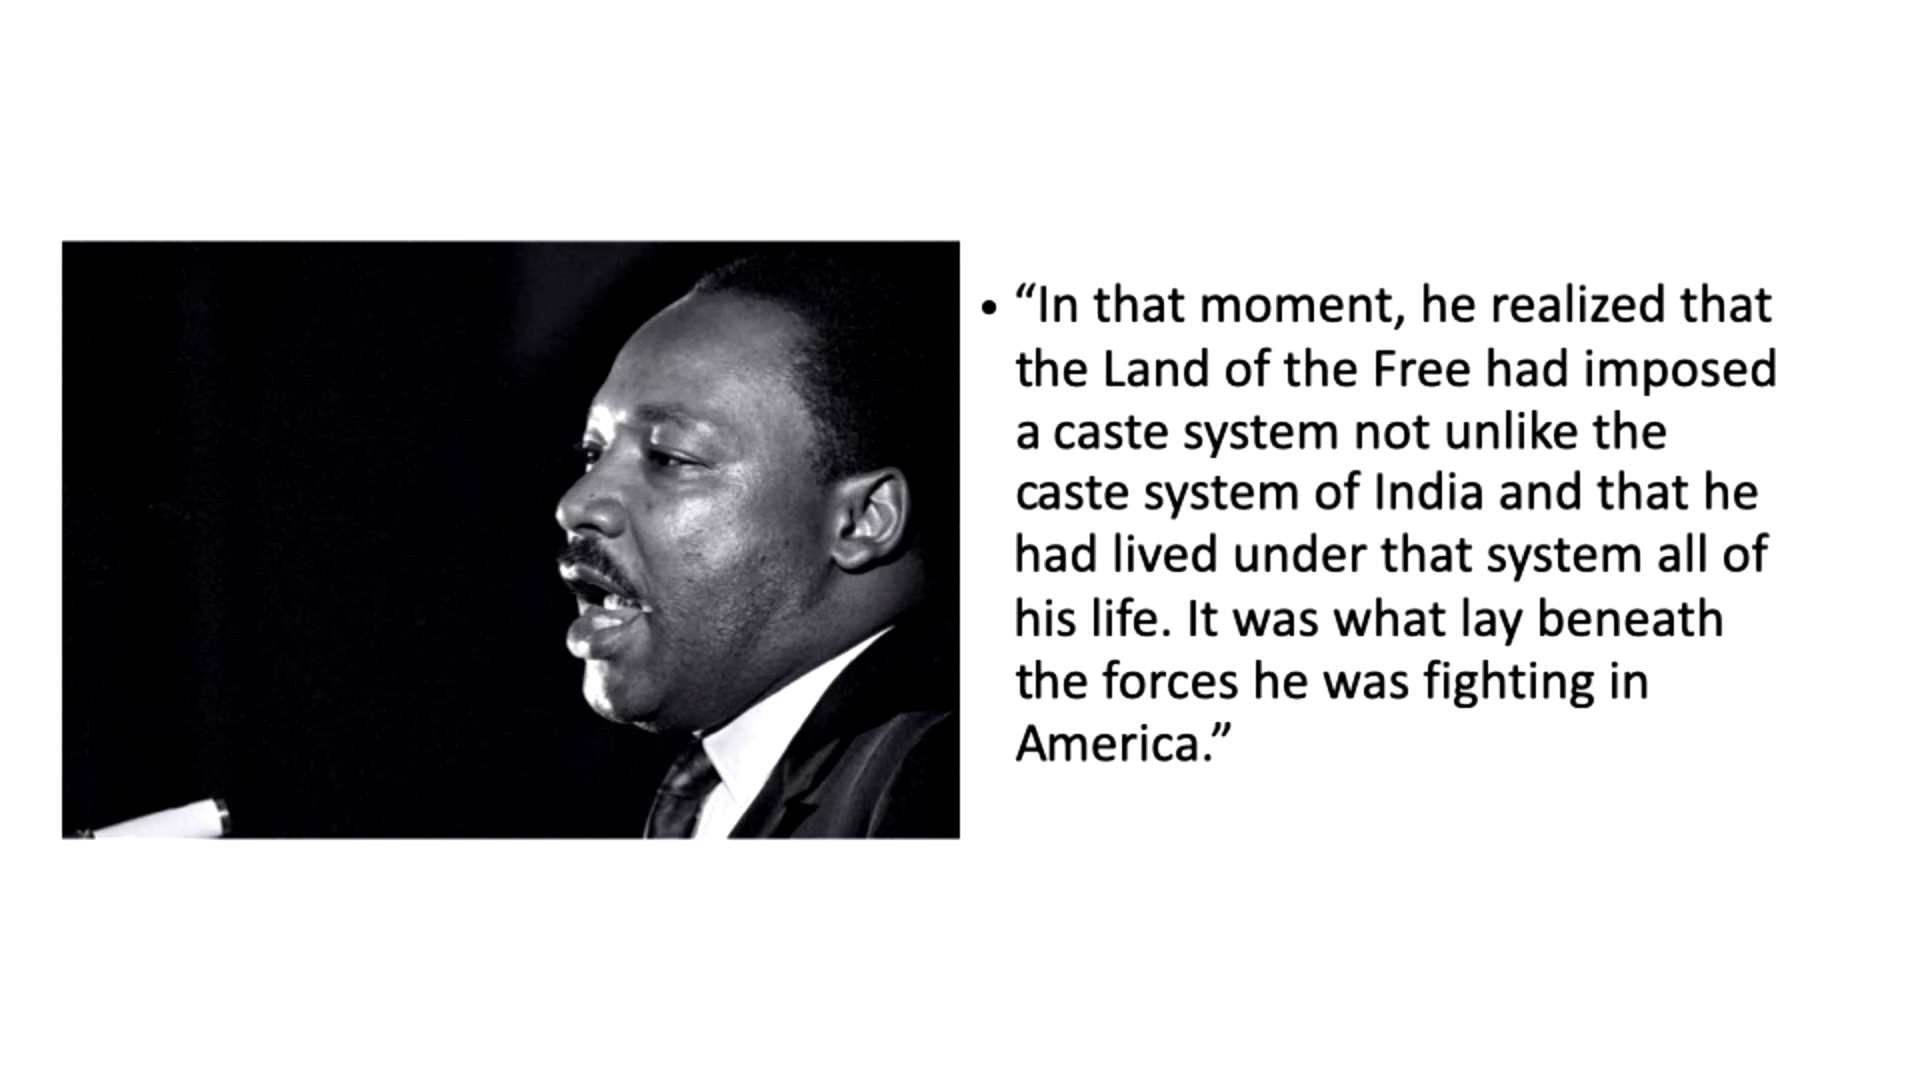 • “In that moment, he realized that
the Land of the Free had imposed
a caste system not unlike the
caste system of India and that he
had lived under that system all of
his life. It was what lay beneath
the forces he was fighting in
America.”